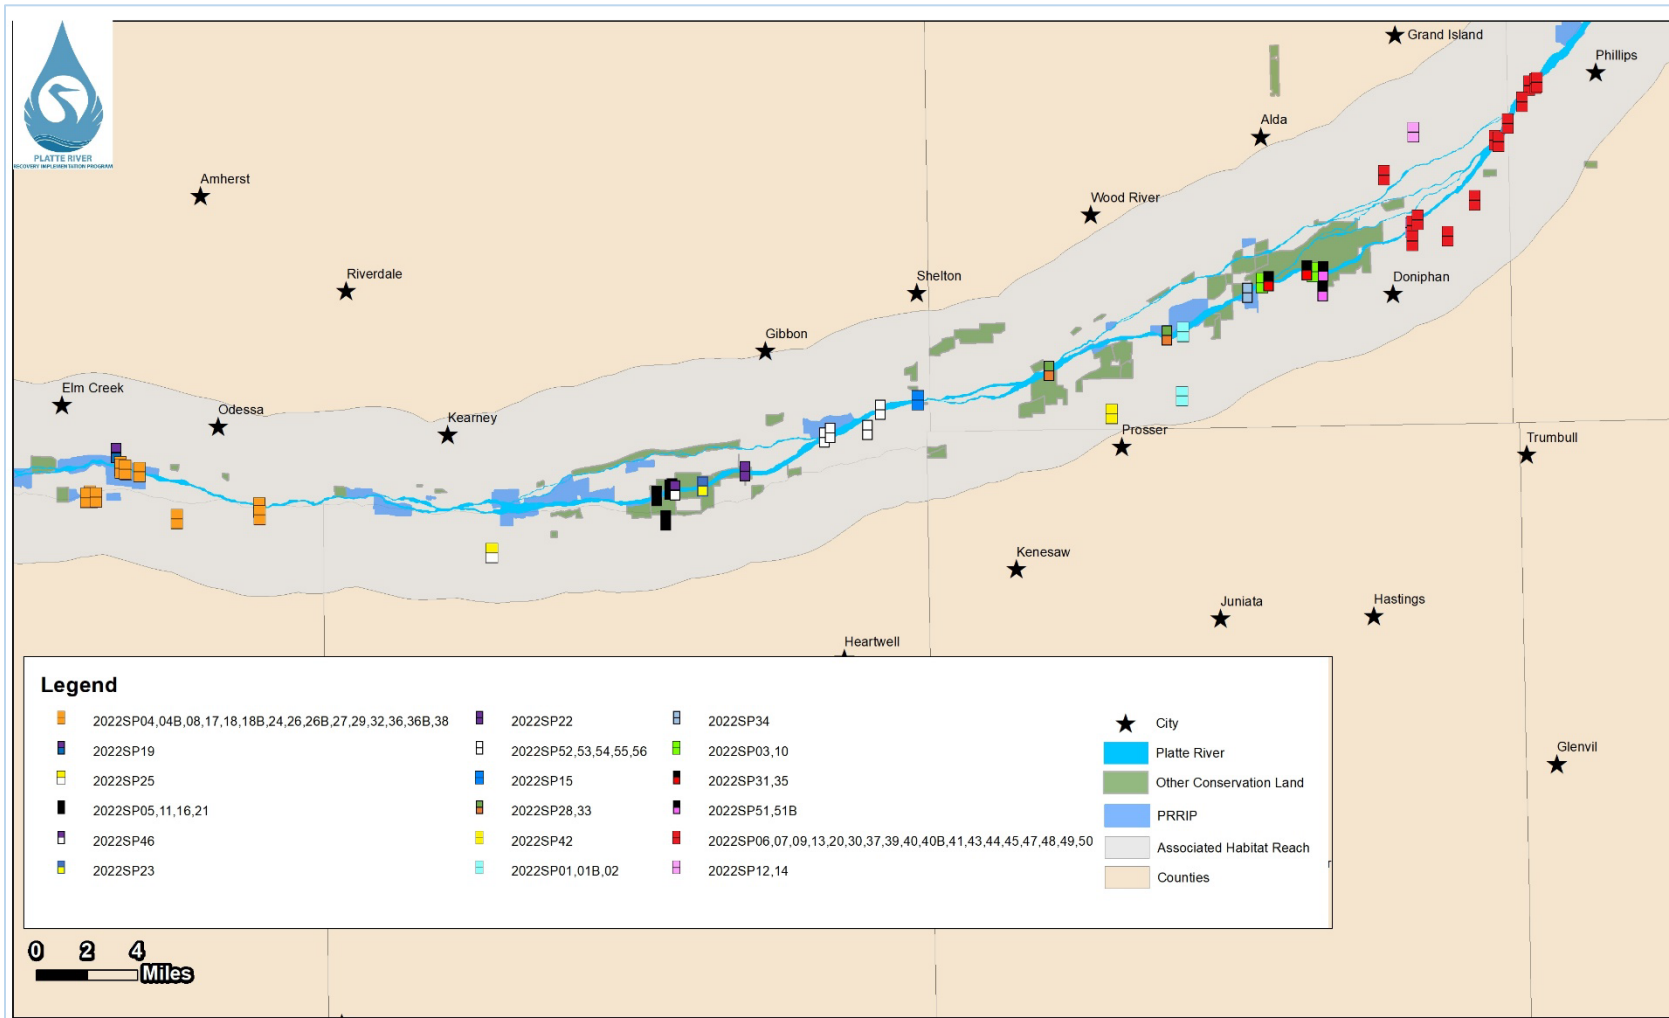 Grand Island
Phillips
Alda
PLATTE RIVER
RECOVERY IMPLEMENTATION PROGRAM
Amherst
Wood River
Riverdale
Shelton
Doniphan
Gibbon
Elm Creek
Odessa
Kearney
Prosser
Trumbull
Kenesaw
Juniata
Hastings
Heartwell
Glenvil
Legend
2022SP04,04B,08,17,18,18B,24,26,26B,27,29,32,36,36B,38
2022SP19
2022SP25
2022SP05,11,16,21
2022SP46
2022SP23
2022SP22
2022SP52,53,54,55,56
2022SP15
2022SP28,33
2022SP42
2022SP01,01B,02
2022SP34
2022SP03,10
2022SP31,35
2022SP51,51B
2022SP06,07,09,13,20,30,37,39,40,40B,41,43,44,45,47,48,49,50
2022SP12,14
City
Platte River
Other Conservation Land
PRRIP
Associated Habitat Reach
Counties
0 2 4
Miles